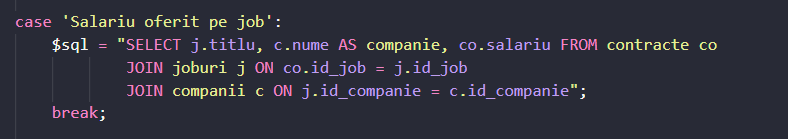 case 'Salariu oferit pe job':
$sql = "SELECT j.titlu, c.nume AS companie, co.salariu FROM contracte co
JOIN joburi j ON co.id_job = j.id_job
JOIN companii c ON j.id_companie = c.id_companie";
break;